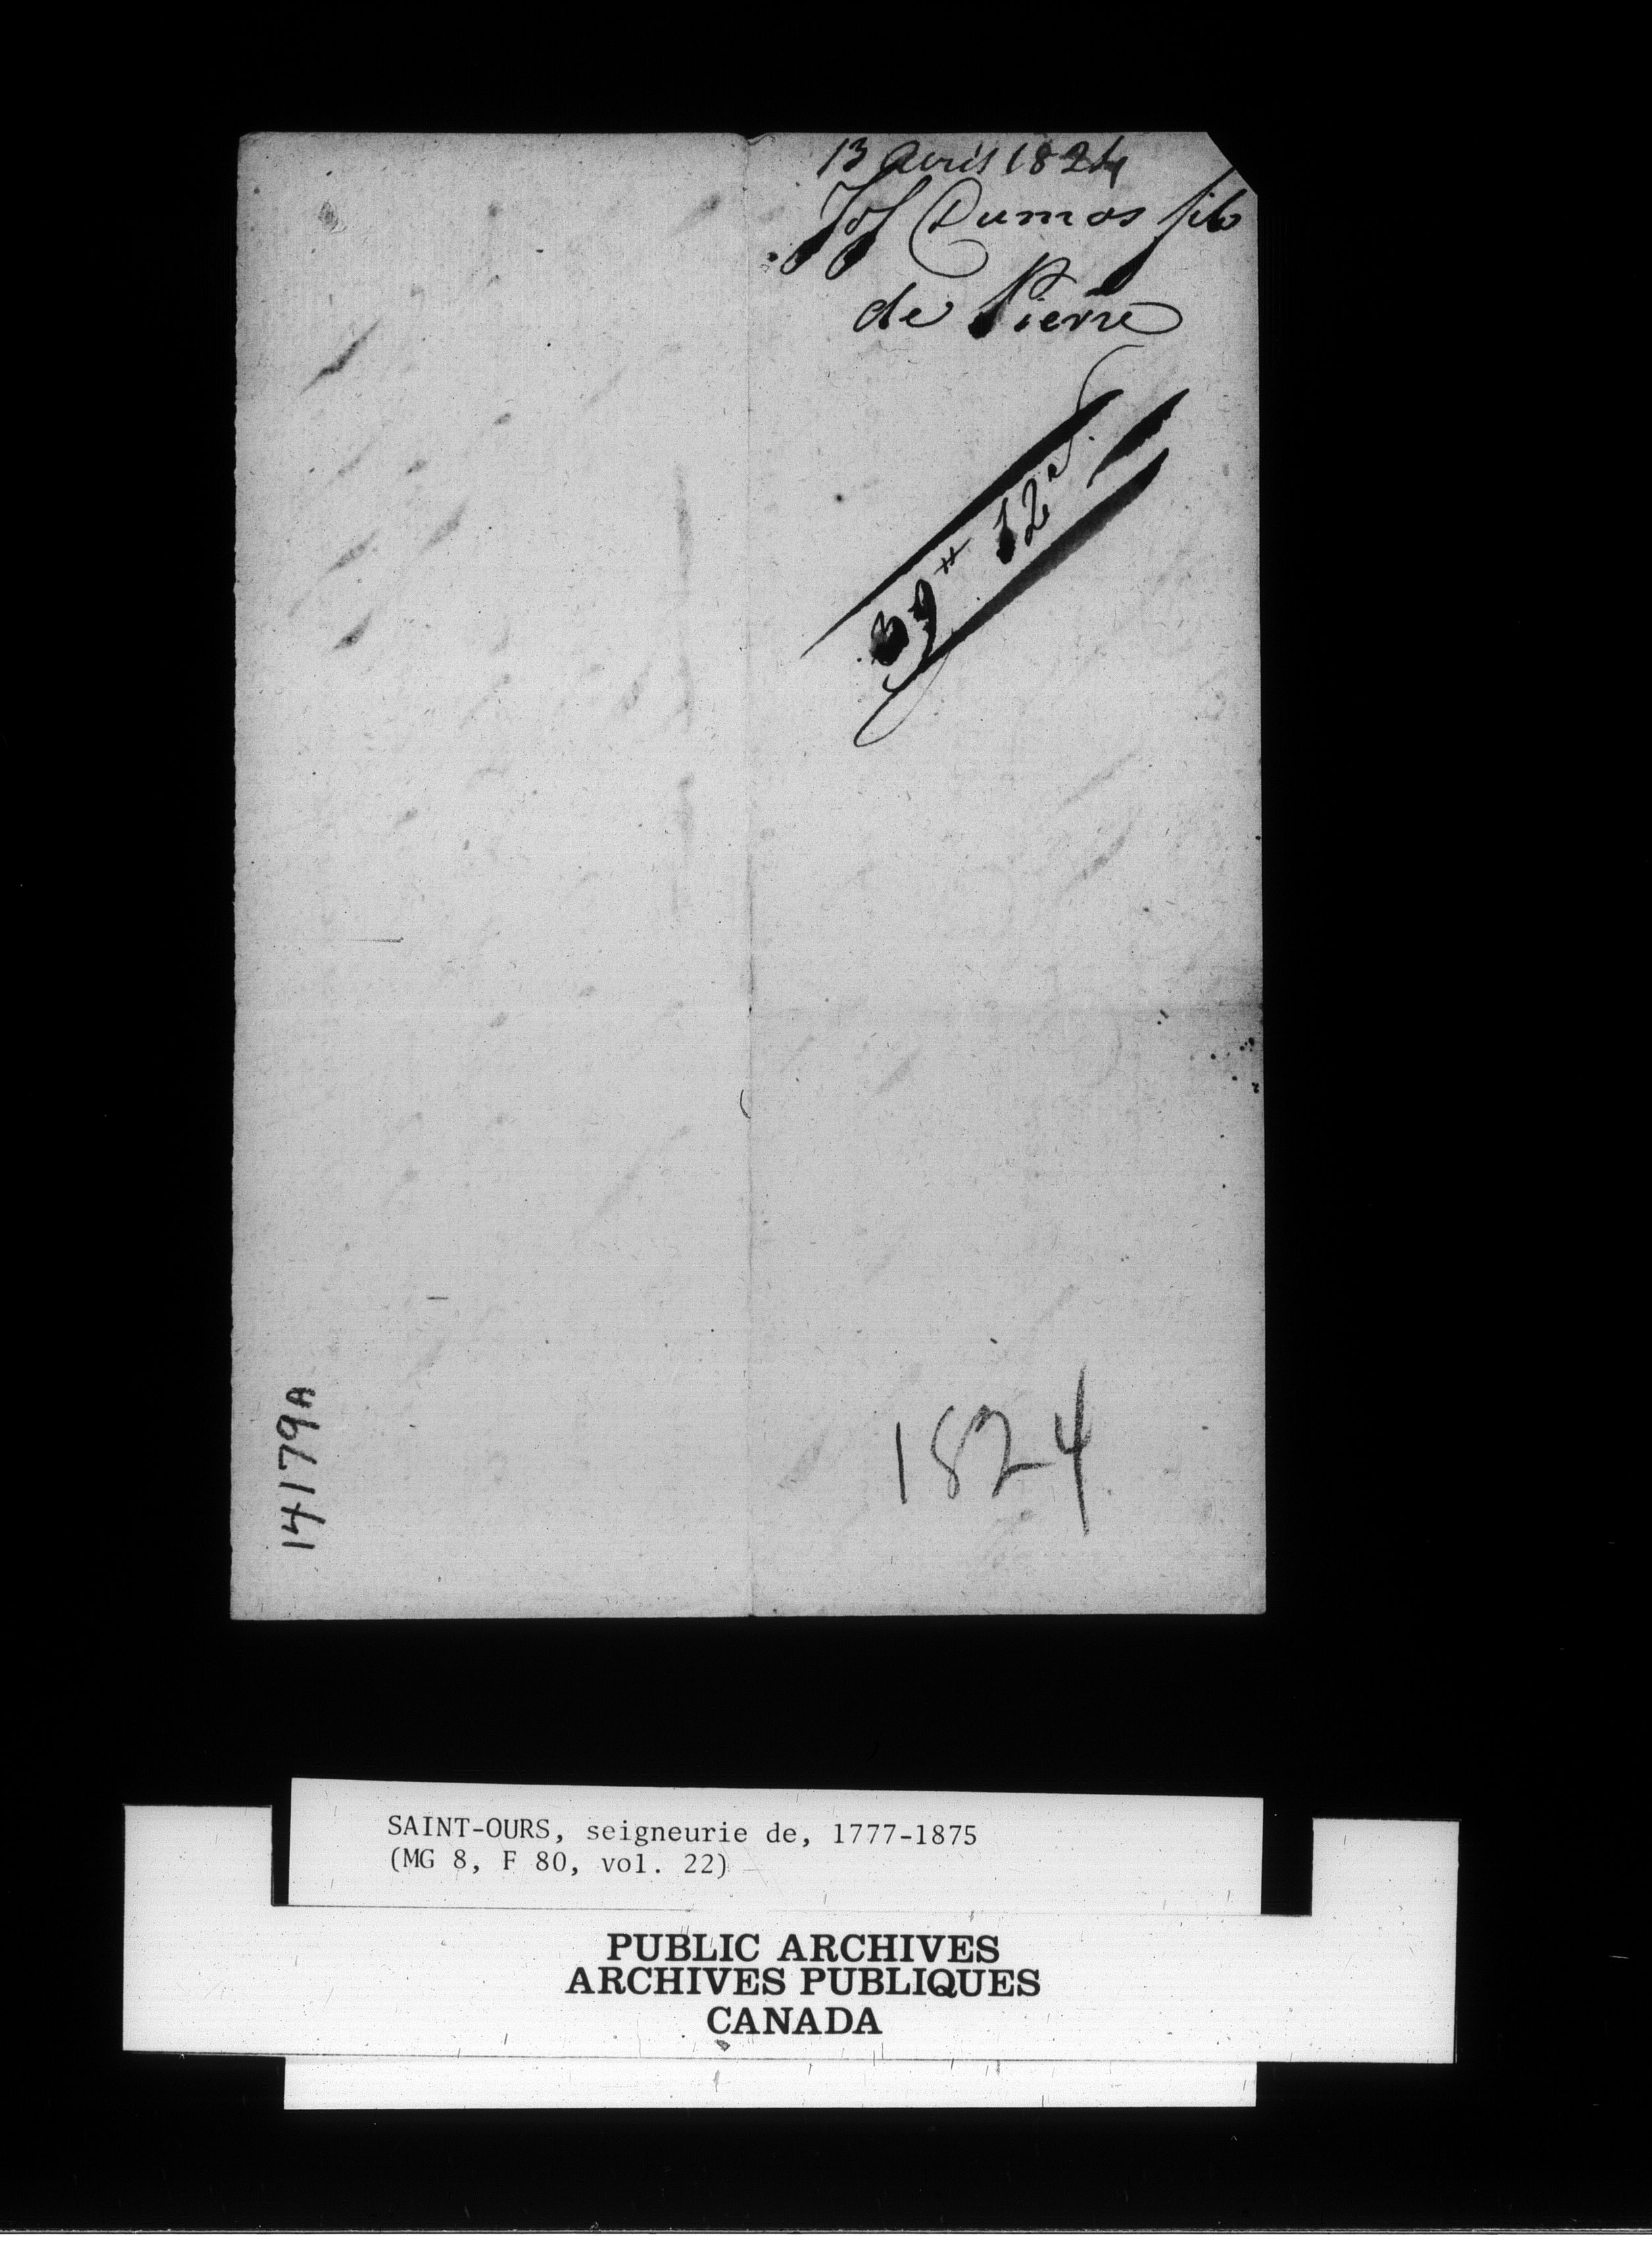 13 avril 1824
Jos Dumas fils
de Pierre
39# 12s
1824
14179A
SAINT-OURS, seigneurie de, 1777-1875
(MG 8, F 80, vol. 22)
PUBLIC ARCHIVES
ARCHIVES PUBLIQUES
CANADA